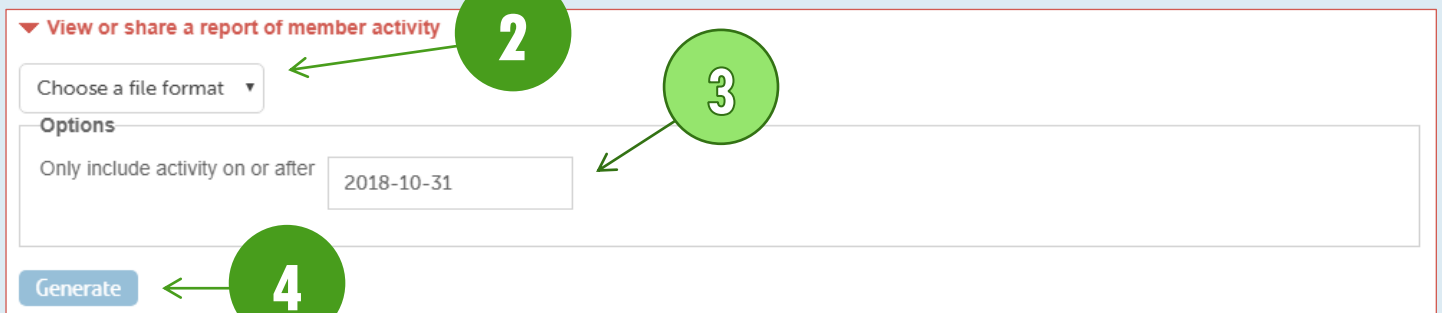 View or share a report of member activity
2
Choose a file format
3
Options
Only include activity on or after
2018-10-31
Generate
4